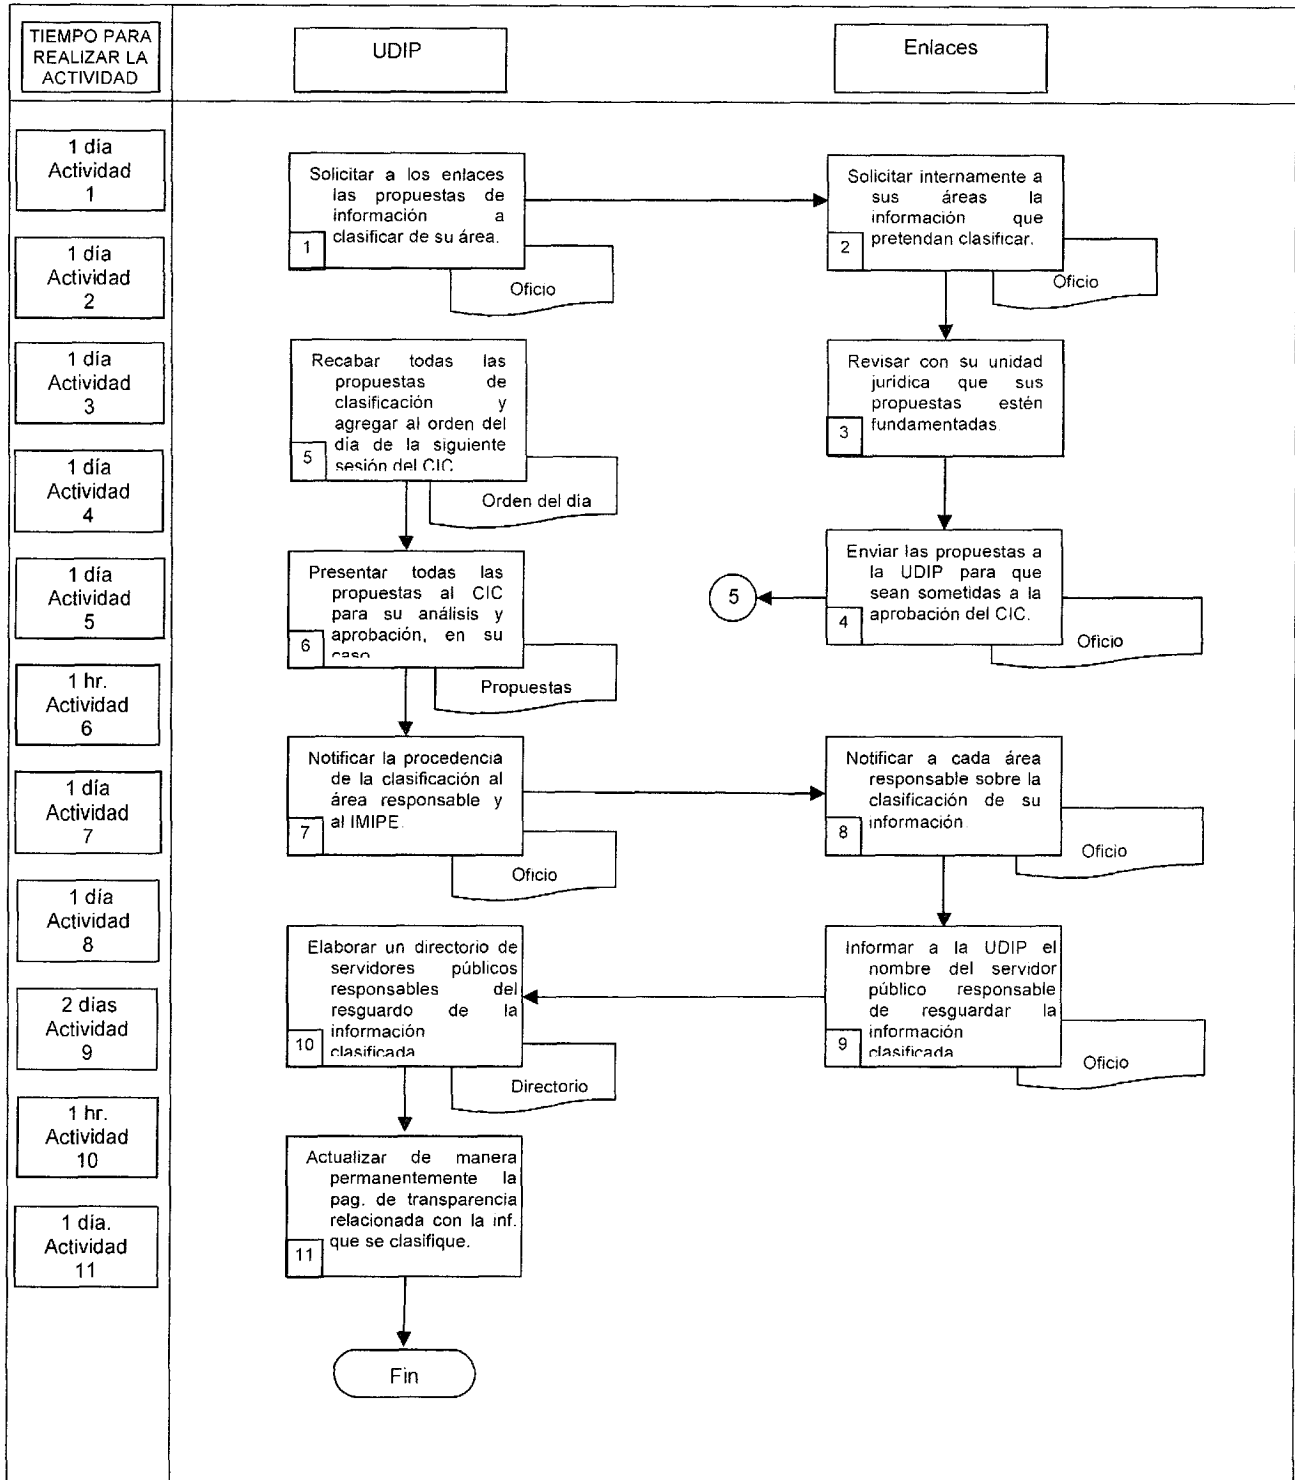 TIEMPO PARA
REALIZAR LA
ACTIVIDAD
UDIP
Enlaces
1 día
Actividad
1
1 día
Actividad
2
1 día
Actividad
3
1 día
Actividad
4
1 día
Actividad
5
1 hr.
Actividad
6
1 día
Actividad
7
1 día
Actividad
8
2 días
Actividad
9
1 hr.
Actividad
10
1 día.
Actividad
11
Solicitar a los enlaces
las propuestas de
información a
clasificar de su área.
1
Oficio
Solicitar internamente a
sus áreas la
información que
pretendan clasificar.
2
Oficio
Revisar con su unidad
jurídica que sus
propuestas estén
fundamentadas
3
Enviar las propuestas a
la UDIP para que
sean sometidas a la
aprobación del CIC.
4
Oficio
5
Recabar todas las
propuestas de
clasificación y
agregar al orden del
día de la siguiente
sesión del CIC
5
Orden del día
Presentar todas las
propuestas al CIC
para su análisis y
aprobación, en su
caso
6
Propuestas
Notificar la procedencia
de la clasificación al
área responsable y
al IMIPE.
7
Oficio
Notificar a cada área
responsable sobre la
clasificación de su
información
8
Oficio
Informar a la UDIP el
nombre del servidor
público responsable
de resguardar la
información
clasificada
9
Oficio
Elaborar un directorio de
servidores públicos
responsables del
resguardo de la
información
clasificada
10
Directorio
Actualizar de manera
permanentemente la
pag. de transparencia
relacionada con la inf.
que se clasifique.
11
Fin